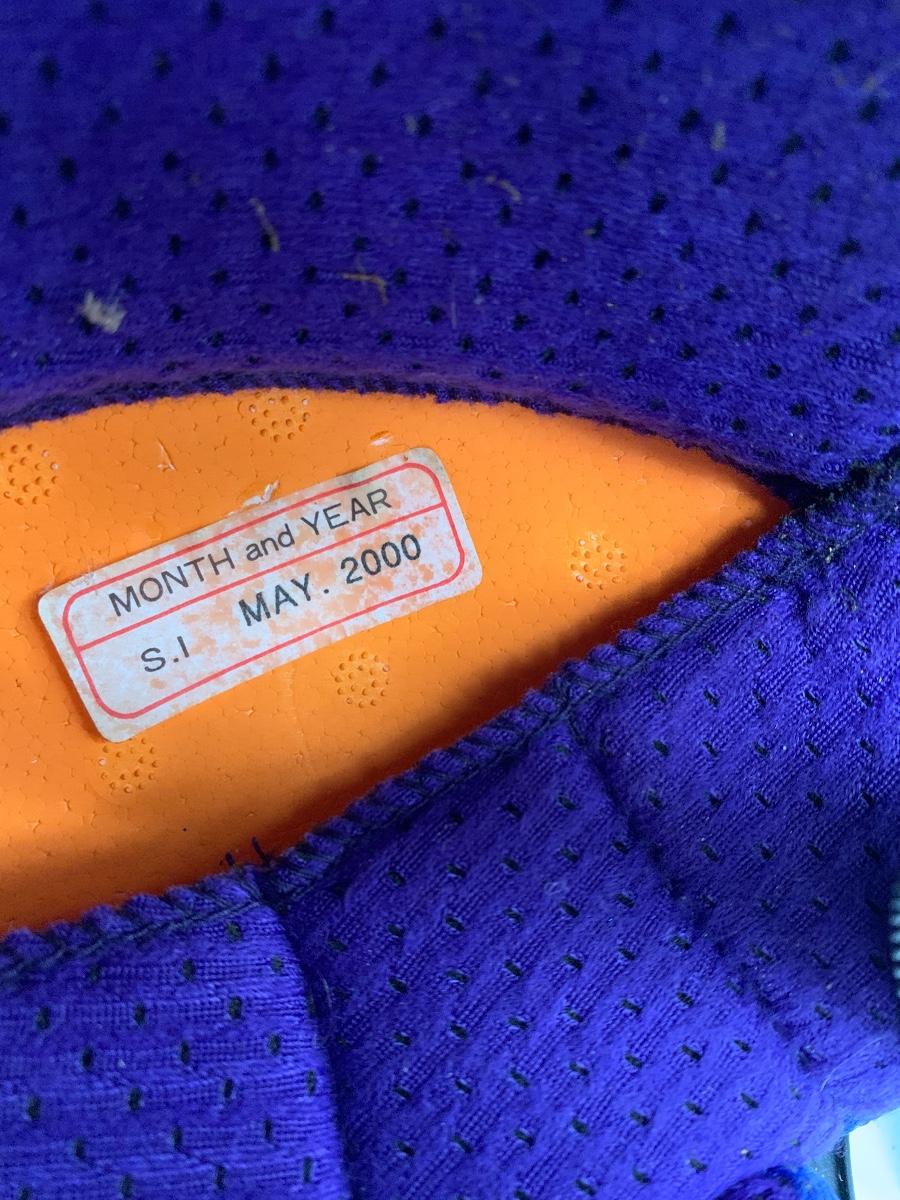 MONTH and YEAR
S.I MAY. 2000